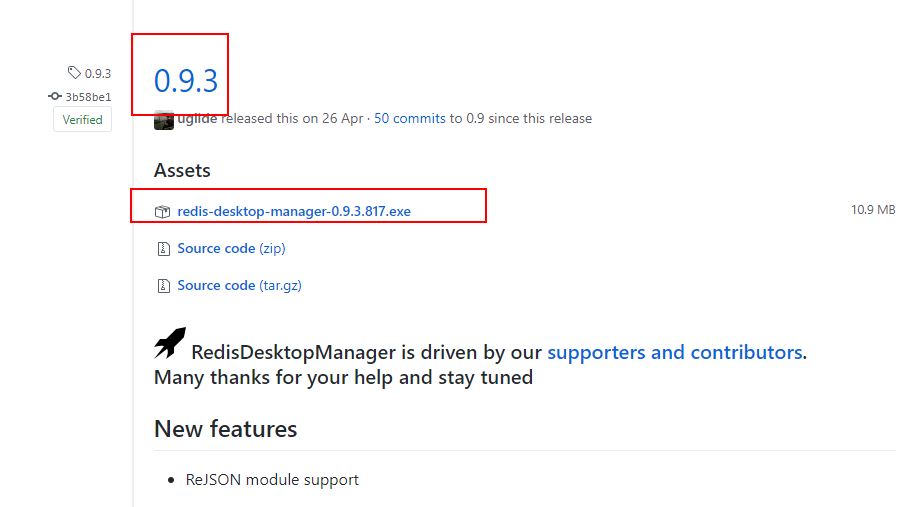 0.9.3
3b58be1
Verified
0.9.3
uglide released this on 26 Apr · 50 commits to 0.9 since this release
Assets
redis-desktop-manager-0.9.3.817.exe 10.9 MB
Source code (zip)
Source code (tar.gz)
RedisDesktopManager is driven by our supporters and contributors.
Many thanks for your help and stay tuned
New features
ReJSON module support